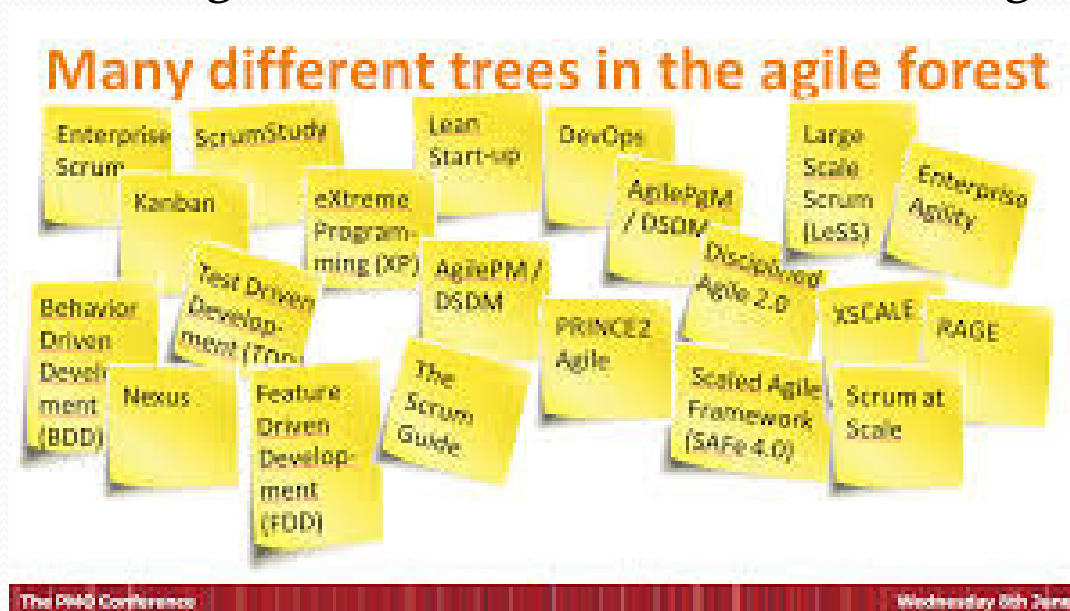 Many different trees in the agile forest
Enterprise
Scrum
ScrumStudy
Lean
Start-up
DevOps
Large
Scale
Scrum
(LeSS)
Enterprise
Agility
Kanban
eXtreme
Program-
ming (XP)
AgilePgM
/ DSDM
Test Driven
Develop-
ment (TDD)
AgilePM /
DSDM
Disciplined
Agile 2.0
Behavior
Driven
Develop-
ment
(BDD)
PRINCE2
Agile
XSCALE
RAGE
Nexus
Feature
Driven
Develop-
ment
(FDD)
The
Scrum
Guide
Scaled Agile
Framework
(SAFe 4.0)
Scrum at
Scale
The PMO Conference
Wednesday 8th June